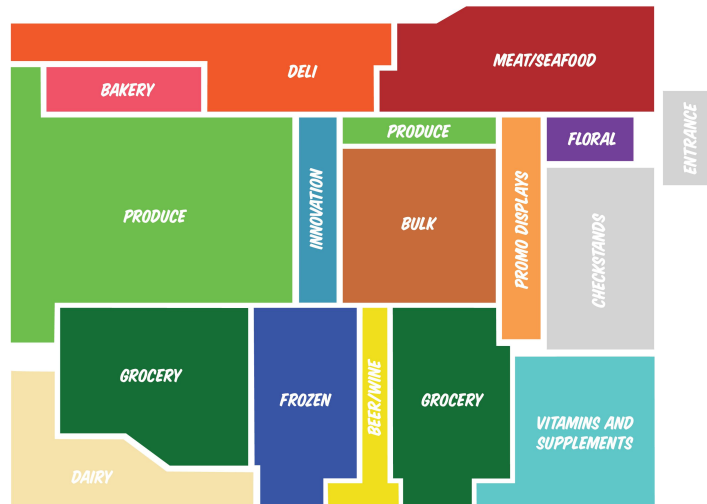 MEAT/SEAFOOD
DELI
BAKERY
ENTRANCE
PRODUCE
FLORAL
PRODUCE
INNOVATION
BULK
PROMO DISPLAYS
CHECKSTANDS
GROCERY
FROZEN
BEER/WINE
GROCERY
VITAMINS AND
SUPPLEMENTS
DAIRY